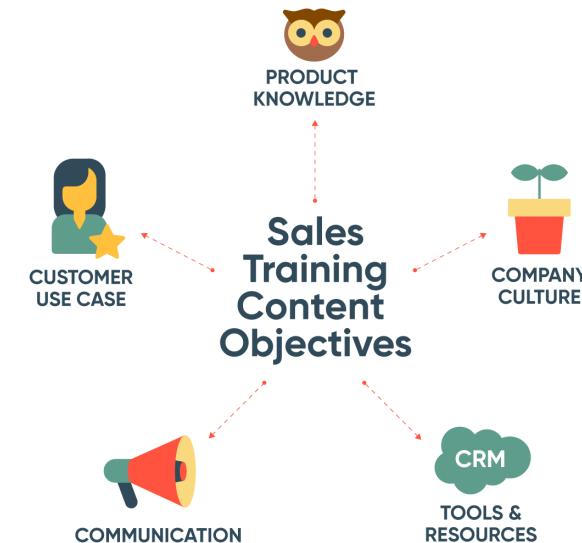 PRODUCT
KNOWLEDGE
CUSTOMER
USE CASE
Sales
Training
Content
Objectives
COMPANY
CULTURE
COMMUNICATION
CRM
TOOLS &
RESOURCES